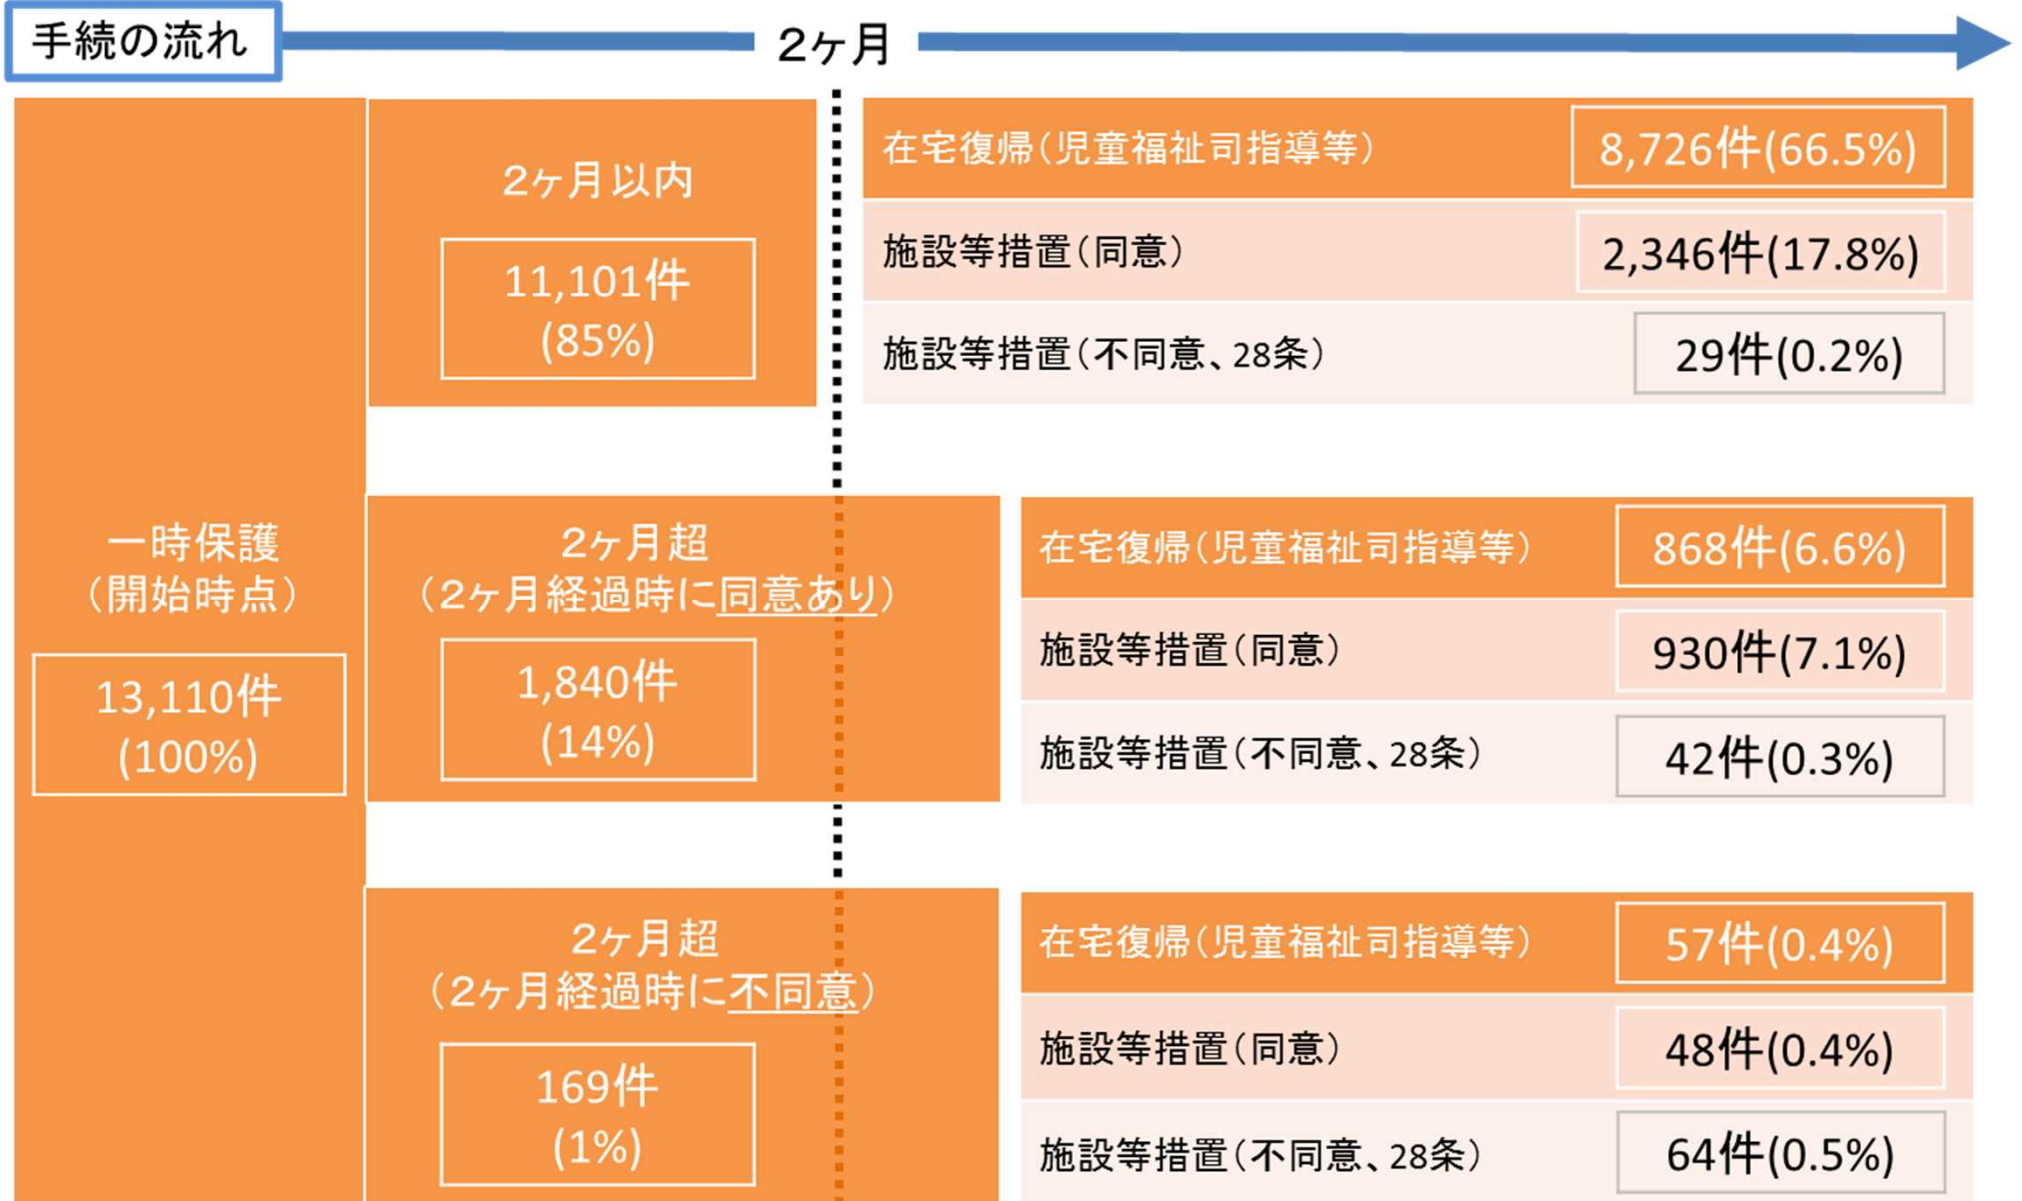 手続の流れ
2ヶ月
一時保護
（開始時点）
13,110件
(100%)
2ヶ月以内
11,101件
(85%)
在宅復帰（児童福祉司指導等）
8,726件(66.5%)
施設等措置（同意）
2,346件(17.8%)
施設等措置（不同意、28条）
29件(0.2%)
2ヶ月超
（2ヶ月経過時に同意あり）
1,840件
(14%)
在宅復帰（児童福祉司指導等）
868件(6.6%)
施設等措置（同意）
930件(7.1%)
施設等措置（不同意、28条）
42件(0.3%)
2ヶ月超
（2ヶ月経過時に不同意）
169件
(1%)
在宅復帰（児童福祉司指導等）
57件(0.4%)
施設等措置（同意）
48件(0.4%)
施設等措置（不同意、28条）
64件(0.5%)